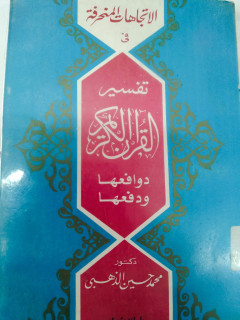 الاتجاهات المنحرفة
في
تفسير
القرآن الكريم
دوافعها
ودفعها
دكتور
محمد حسين الذهبي